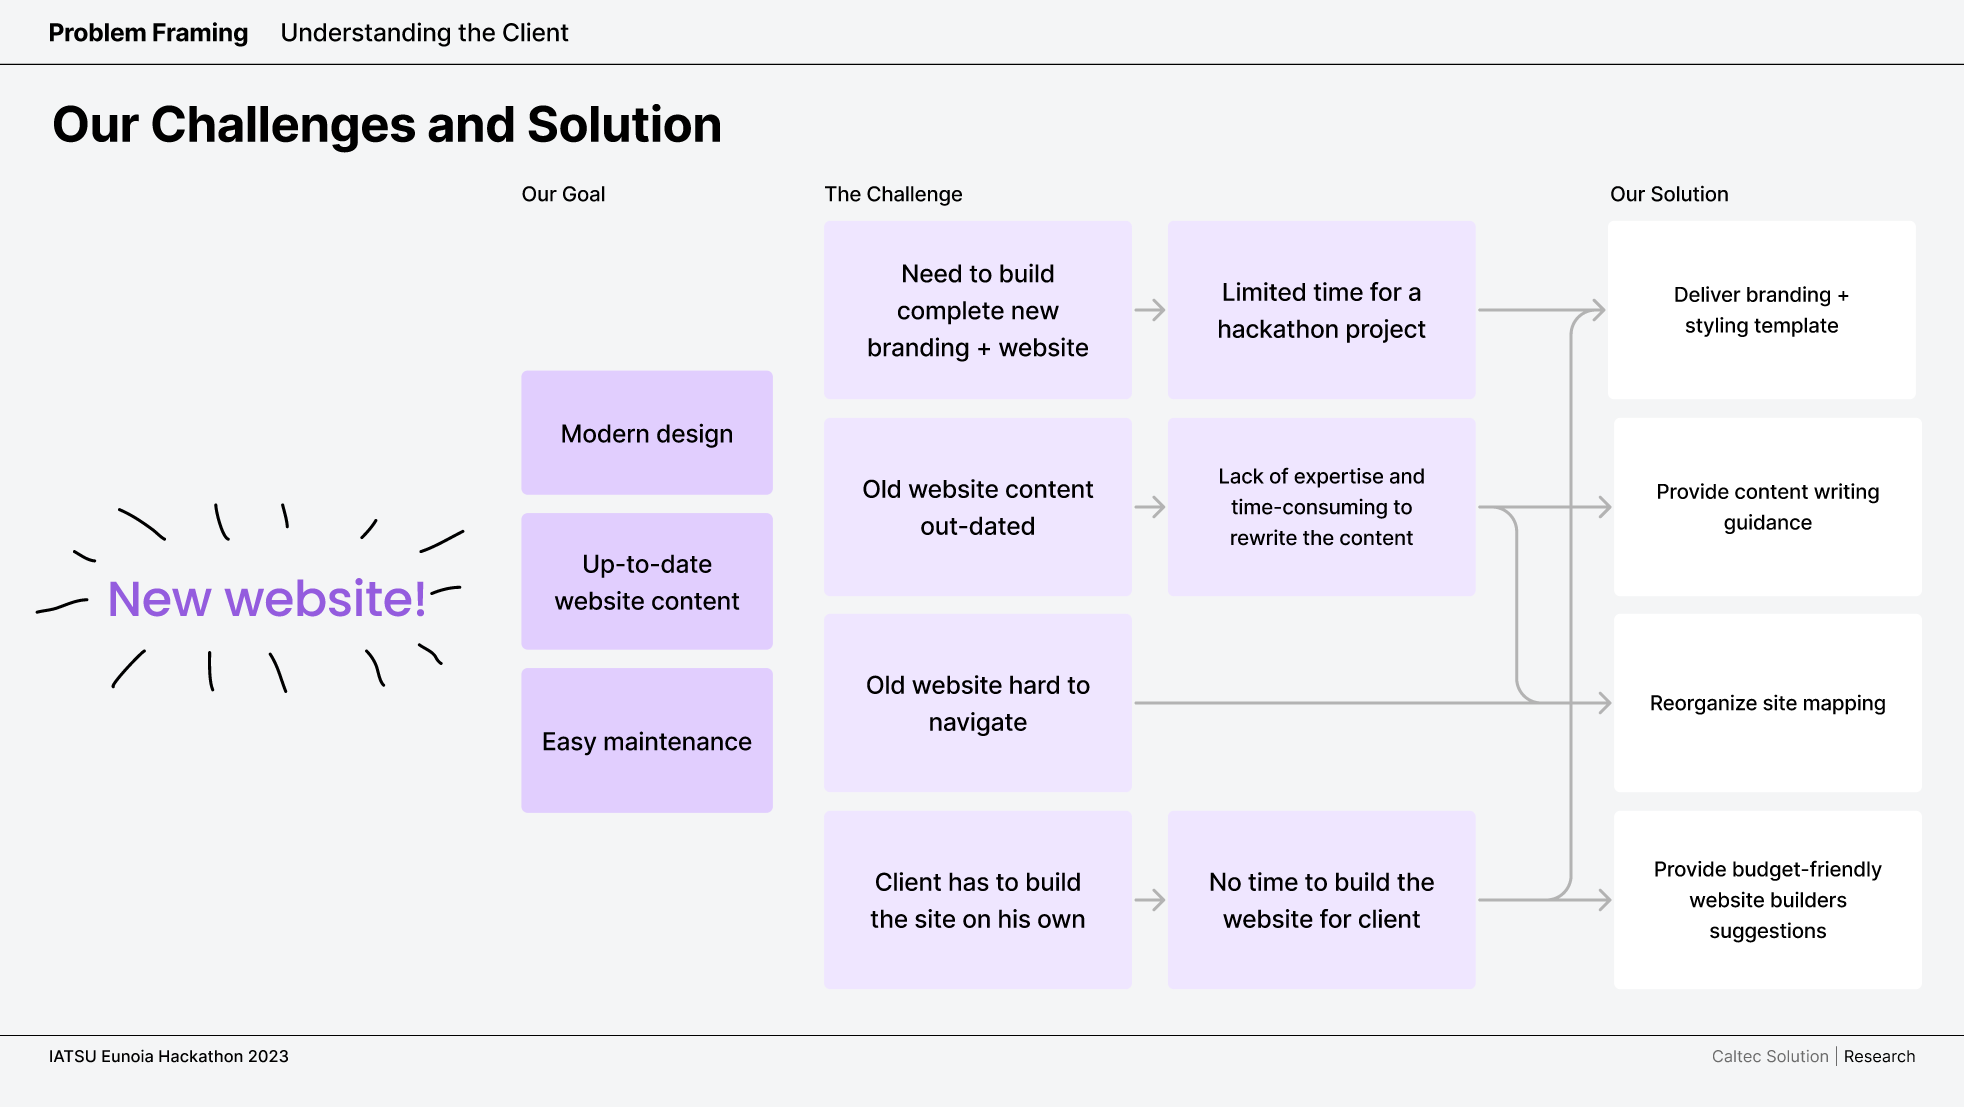 Problem Framing Understanding the Client
Our Challenges and Solution
New website!
Our Goal
Modern design
Up-to-date
website content
Easy maintenance
The Challenge
Need to build
complete new
branding + website
Limited time for a
hackathon project
Old website content
out-dated
Lack of expertise and
time-consuming to
rewrite the content
Old website hard to
navigate
Client has to build
the site on his own
No time to build the
website for client
Our Solution
Deliver branding +
styling template
Provide content writing
guidance
Reorganize site mapping
Provide budget-friendly
website builders
suggestions
IATSU Eunoia Hackathon 2023
Caltec Solution | Research